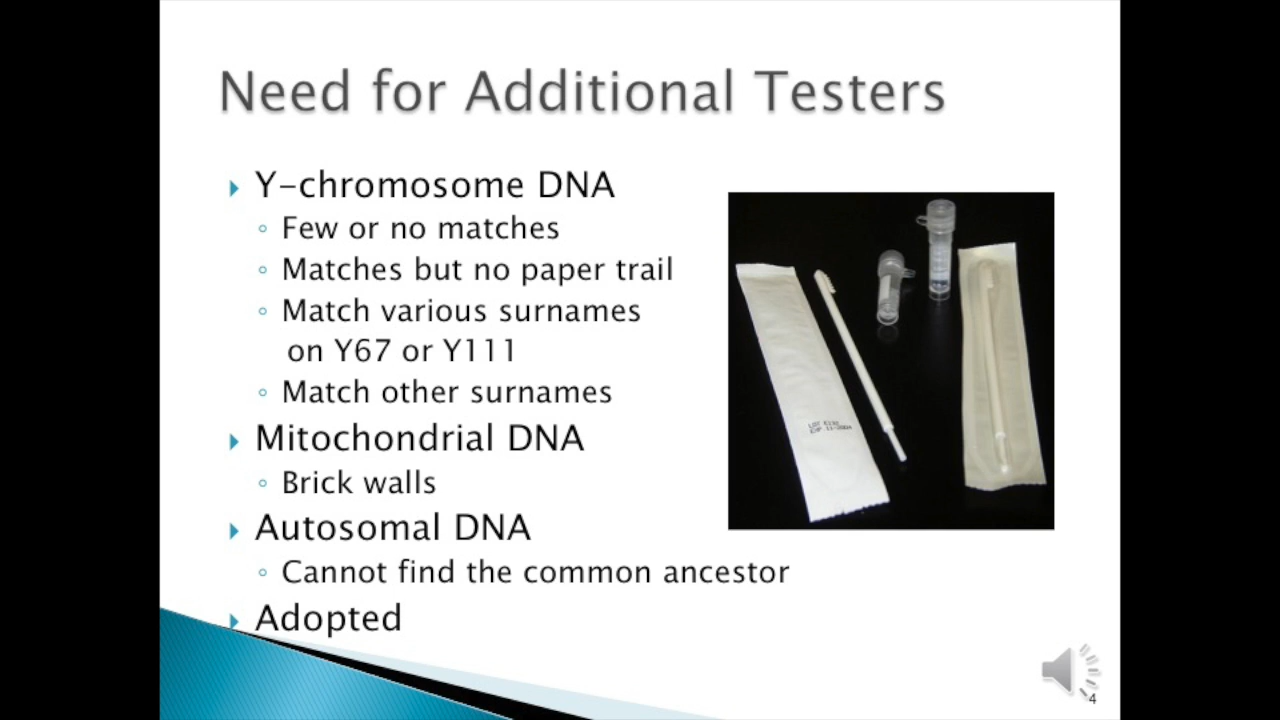 Need for Additional Testers
Y-chromosome DNA
Few or no matches
Matches but no paper trail
Match various surnames
on Y67 or Y111
Match other surnames
Mitochondrial DNA
Brick walls
Autosomal DNA
Cannot find the common ancestor
Adopted
4